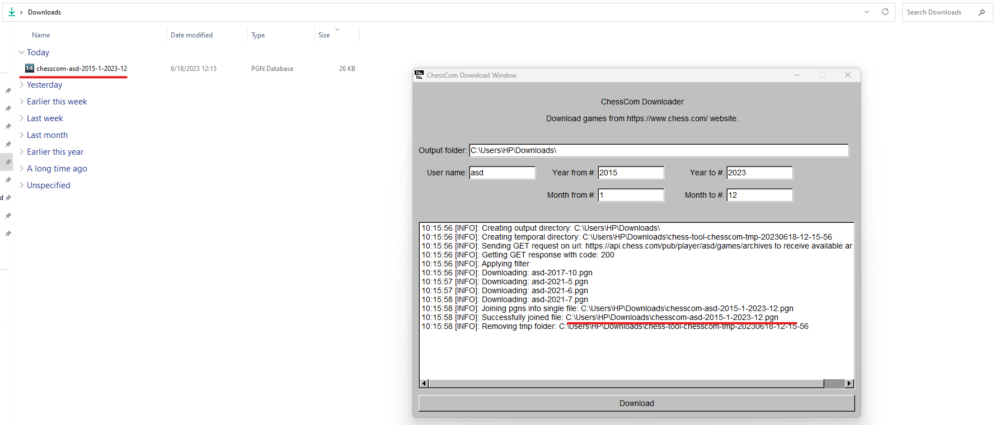 Downloads
Search Downloads
Name Date modified Type Size
Today
chesscom-asd-2015-1-2023-12 6/18/2023 12:15 PGN Database 26 KB
Yesterday
Earlier this week
Last week
Last month
Earlier this year
A long time ago
Unspecified
d
ChessCom Download Window
ChessCom Downloader
Download games from https://www.chess.com/ website.
Output folder: C:\Users\HP\Downloads\
User name: asd Year from #: 2015 Year to #: 2023
Month from #: 1 Month to #: 12
10:15:56 [INFO]: Creating output directory: C:\Users\HP\Downloads\
10:15:56 [INFO]: Creating temporal directory: C:\Users\HP\Downloads\chess-tool-chesscom-tmp-20230618-12-15-56
10:15:56 [INFO]: Sending GET request on url: https://api.chess.com/pub/player/asd/games/archives to receive available ar
10:15:56 [INFO]: Getting GET response with code: 200
10:15:56 [INFO]: Applying filter
10:15:56 [INFO]: Downloading: asd-2017-10.pgn
10:15:57 [INFO]: Downloading: asd-2021-5.pgn
10:15:57 [INFO]: Downloading: asd-2021-6.pgn
10:15:58 [INFO]: Downloading: asd-2021-7.pgn
10:15:58 [INFO]: Joining pgns into single file: C:\Users\HP\Downloads\chesscom-asd-2015-1-2023-12.pgn
10:15:58 [INFO]: Successfully joined file: C:\Users\HP\Downloads\chesscom-asd-2015-1-2023-12.pgn
10:15:58 [INFO]: Removing tmp folder: C:\Users\HP\Downloads\chess-tool-chesscom-tmp-20230618-12-15-56
Download